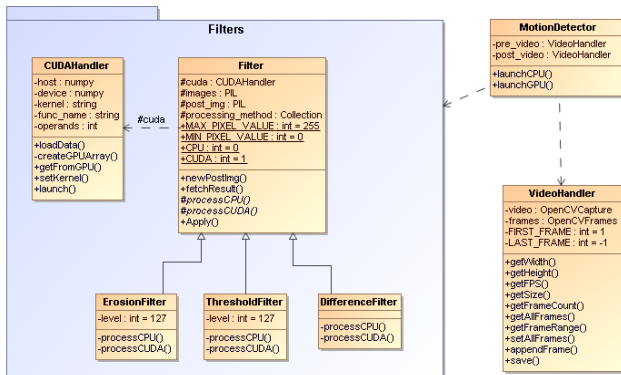 Filters
CUDAHandler
-host : numpy
-device : numpy
-kernel : string
-func_name : string
-operands : int
+loadData()
-createGPUArray()
+getFromGPU()
+setKernel()
+launch()
#cuda
Filter
#cuda : CUDAHandler
#images : PIL
#post_img : PIL
#processing_method : Collection
+MAX_PIXEL_VALUE : int = 255
+MIN_PIXEL_VALUE : int = 0
+CPU : int = 0
+CUDA : int = 1
+newPostImg()
+fetchResult()
#processCPU()
#processCUDA()
+Apply()
ErosionFilter
-level : int = 127
-processCPU()
-processCUDA()
ThresholdFilter
-level : int = 127
-processCPU()
-processCUDA()
DifferenceFilter
-processCPU()
-processCUDA()
MotionDetector
-pre_video : VideoHandler
-post_video : VideoHandler
+launchCPU()
+launchGPU()
VideoHandler
-video : OpenCVCapture
-frames : OpenCVFrames
-FIRST_FRAME : int = 1
-LAST_FRAME : int = -1
+getWidth()
+getHeight()
+getFPS()
+getSize()
+getFrameCount()
+getAllFrames()
+getFrameRange()
+setAllFrames()
+appendFrame()
+save()